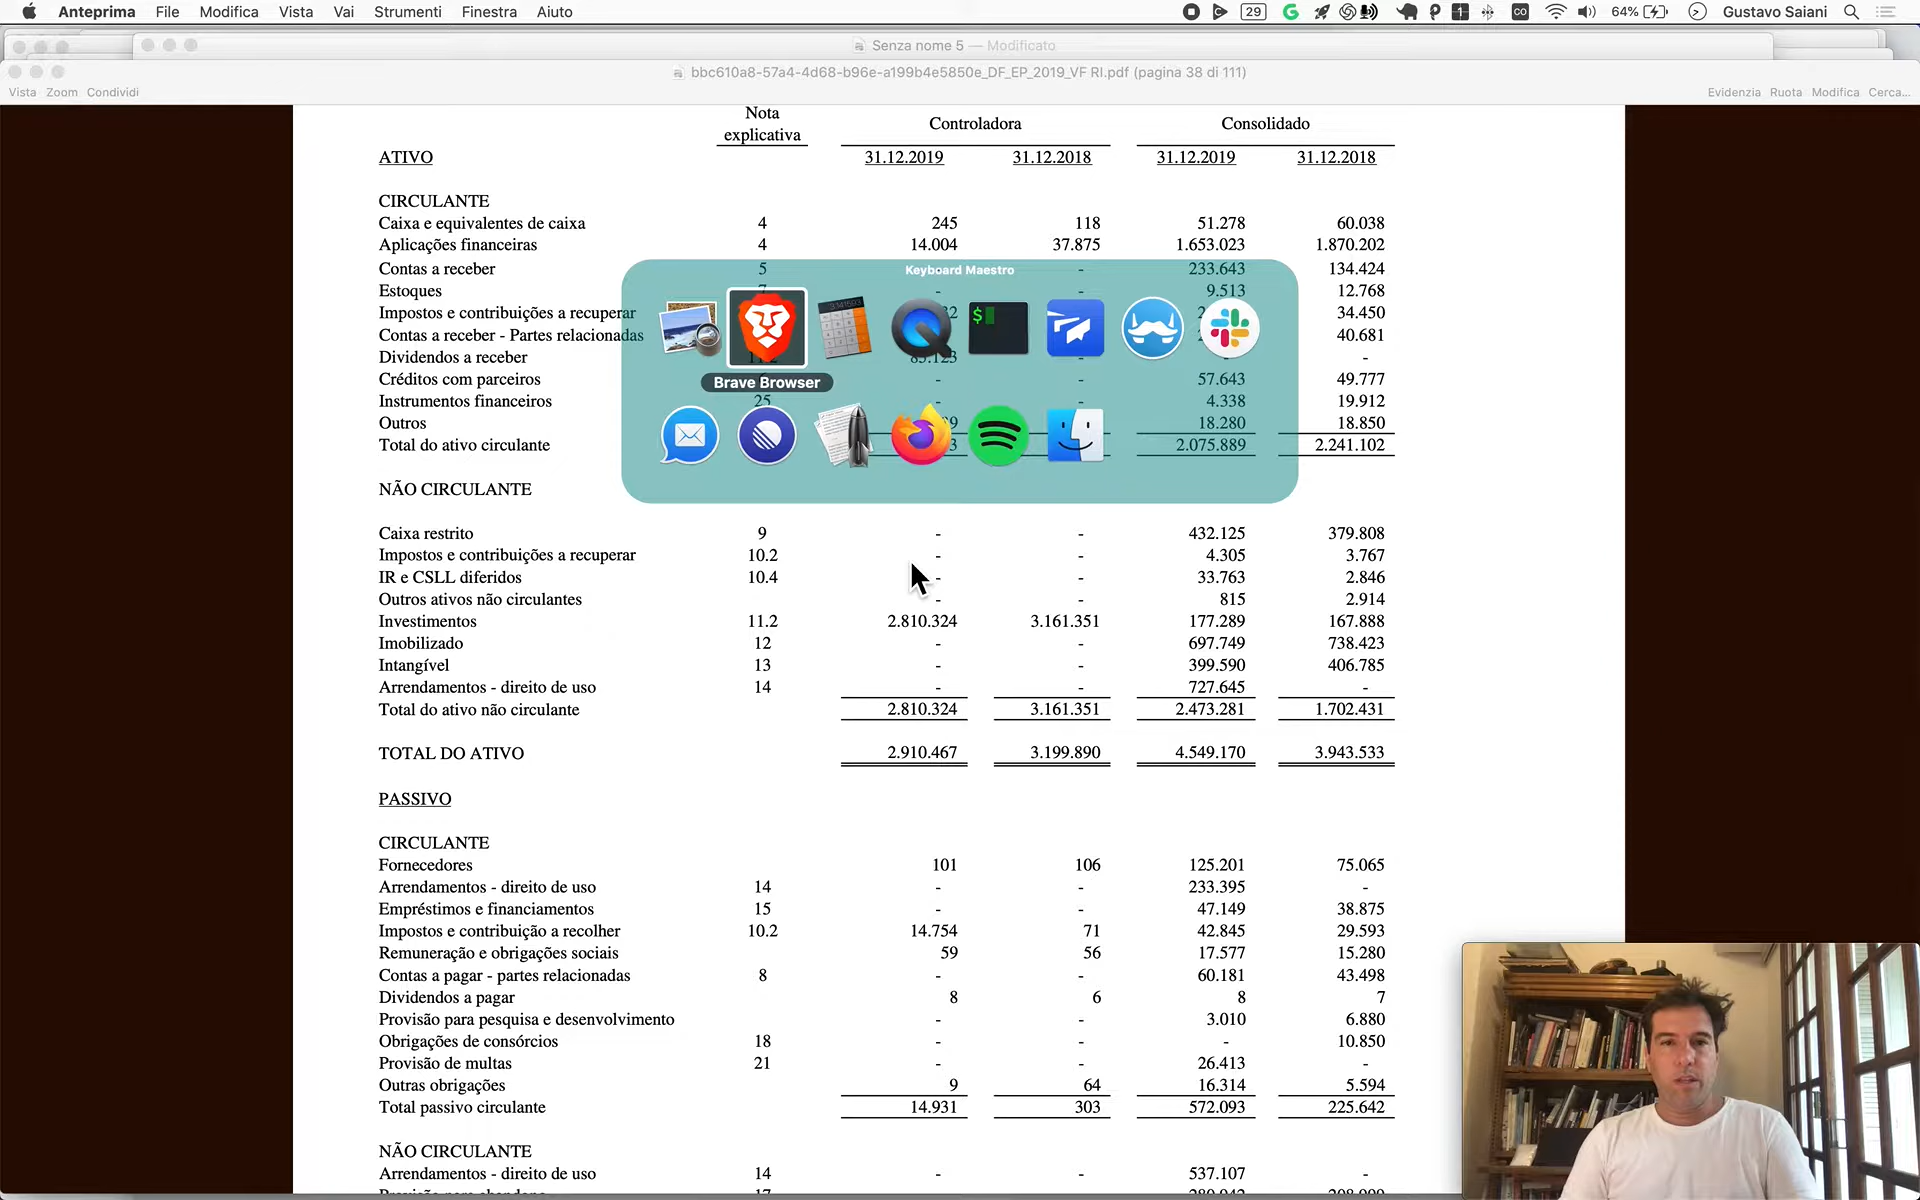 Anteprima File Modifica Vista Vai Strumenti Finestra Aiuto 29 1 CO 64% Gustavo Saiani
Senza nome 5 — Modificato
bbc610a8-57a4-4d68-b96e-a199b4e5850e_DF_EP_2019_VF RI.pdf (pagina 38 di 111)
Vista Zoom Condividi Evidenzia Ruota Modifica Cerca...
Nota explicativa Controladora Consolidado
ATIVO 31.12.2019 31.12.2018 31.12.2019 31.12.2018
CIRCULANTE
Caixa e equivalentes de caixa 4 245 118 51.278 60.038
Aplicações financeiras 4 14.004 37.875 1.653.023 1.870.202
Contas a receber 5 - 233.643 134.424
Keyboard Maestro
Estoques 9.513 12.768
Impostos e contribuições a recuperar 34.450
Contas a receber - Partes relacionadas 40.681
Dividendos a receber -
Brave Browser
Créditos com parceiros - - 57.643 49.777
Instrumentos financeiros 25 - - 4.338 19.912
Outros 18.280 18.850
Total do ativo circulante 2.075.889 2.241.102
NÃO CIRCULANTE
Caixa restrito 9 - - 432.125 379.808
Impostos e contribuições a recuperar 10.2 - - 4.305 3.767
IR e CSLL diferidos 10.4 - - 33.763 2.846
Outros ativos não circulantes - - 815 2.914
Investimentos 11.2 2.810.324 3.161.351 177.289 167.888
Imobilizado 12 - - 697.749 738.423
Intangível 13 - - 399.590 406.785
Arrendamentos - direito de uso 14 - - 727.645 -
Total do ativo não circulante 2.810.324 3.161.351 2.473.281 1.702.431
TOTAL DO ATIVO 2.910.467 3.199.890 4.549.170 3.943.533
PASSIVO
CIRCULANTE
Fornecedores 101 106 125.201 75.065
Arrendamentos - direito de uso 14 - - 233.395 -
Empréstimos e financiamentos 15 - - 47.149 38.875
Impostos e contribuição a recolher 10.2 14.754 71 42.845 29.593
Remuneração e obrigações sociais 59 56 17.577 15.280
Contas a pagar - partes relacionadas 8 - - 60.181 43.498
Dividendos a pagar 8 6 8 7
Provisão para pesquisa e desenvolvimento - - 3.010 6.880
Obrigações de consórcios 18 - - - 10.850
Provisão de multas 21 - - 26.413 -
Outras obrigações 9 64 16.314 5.594
Total passivo circulante 14.931 303 572.093 225.642
NÃO CIRCULANTE
Arrendamentos - direito de uso 14 - - 537.107 -